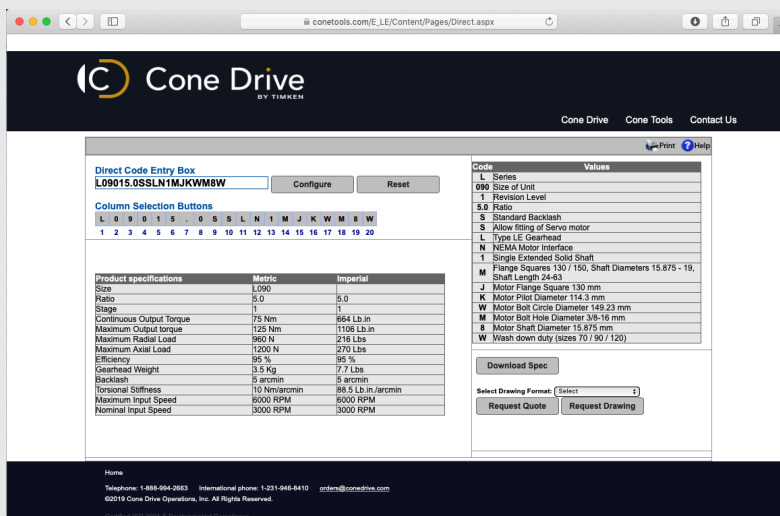 conetools.com/E_LE/Content/Pages/Direct.aspx
Cone Drive
BY TIMKEN
Cone Drive Cone Tools Contact Us
Print Help
Direct Code Entry Box
L09015.0SSLN1MJKWM8W
Configure Reset
Column Selection Buttons
L 0 9 0 1 5 . 0 S S L N 1 M J K W M 8 W
1 2 3 4 5 6 7 8 9 10 11 12 13 14 15 16 17 18 19 20
Product specifications Metric Imperial
Size L090
Ratio 5.0 5.0
Stage 1 1
Continuous Output Torque 75 Nm 664 Lb.in
Maximum Output torque 125 Nm 1106 Lb.in
Maximum Radial Load 960 N 216 Lbs
Maximum Axial Load 1200 N 270 Lbs
Efficiency 95 % 95 %
Gearhead Weight 3.5 Kg 7.7 Lbs
Backlash 5 arcmin 5 arcmin
Torsional Stiffness 10 Nm/arcmin 88.5 Lb.in./arcmin
Maximum Input Speed 6000 RPM 6000 RPM
Nominal Input Speed 3000 RPM 3000 RPM
Code Values
L Series
090 Size of Unit
1 Revision Level
5.0 Ratio
S Standard Backlash
S Allow fitting of Servo motor
L Type LE Gearhead
N NEMA Motor Interface
1 Single Extended Solid Shaft
M Flange Squares 130 / 150, Shaft Diameters 15.875 - 19,
Shaft Length 24-63
J Motor Flange Square 130 mm
K Motor Pilot Diameter 114.3 mm
W Motor Bolt Circle Diameter 149.23 mm
M Motor Bolt Hole Diameter 3/8-16 mm
8 Motor Shaft Diameter 15.875 mm
W Wash down duty (sizes 70 / 90 / 120)
Download Spec
Select Drawing Format: Select
Request Quote Request Drawing
Home
Telephone: 1-888-994-2663 International phone: 1-231-946-8410 orders@conedrive.com
©2019 Cone Drive Operations, Inc. All Rights Reserved.